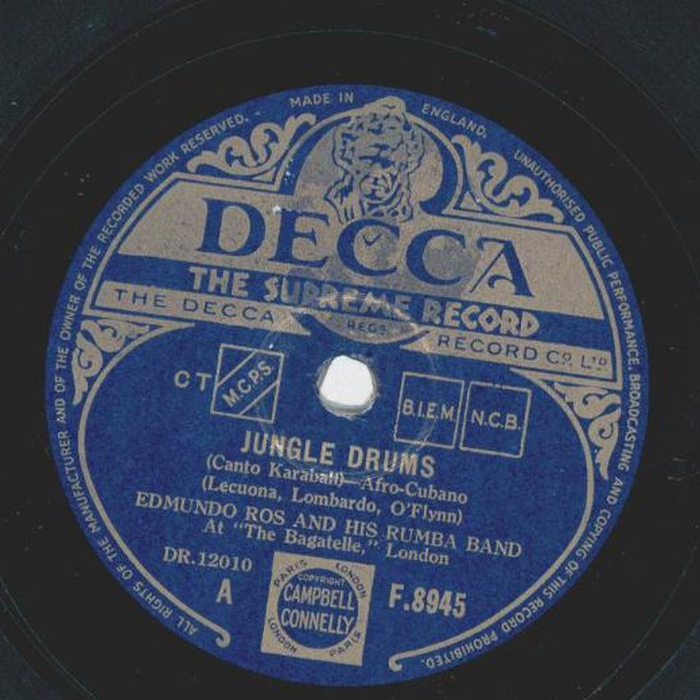 MADE IN ENGLAND. UNAUTHORISED PUBLIC PERFORMANCE, BROADCASTING AND COPYING OF THIS RECORD PROHIBITED.
ALL RIGHTS OF THE MANUFACTURER AND OF THE OWNER OF THE RECORDED WORK RESERVED.
DECCA
THE SUPREME RECORD
THE DECCA RECORD CO. LTD
REGD.
CT M.C.P.S. B.I.E.M. N.C.B.
JUNGLE DRUMS
(Canto Karabali)—Afro-Cubano
(Lecuona, Lombardo, O'Flynn)
EDMUNDO ROS AND HIS RUMBA BAND
At "The Bagatelle," London
DR.12010
A
F.8945
PARIS LONDON
COPYRIGHT
CAMPBELL
CONNELLY
LONDON PARIS